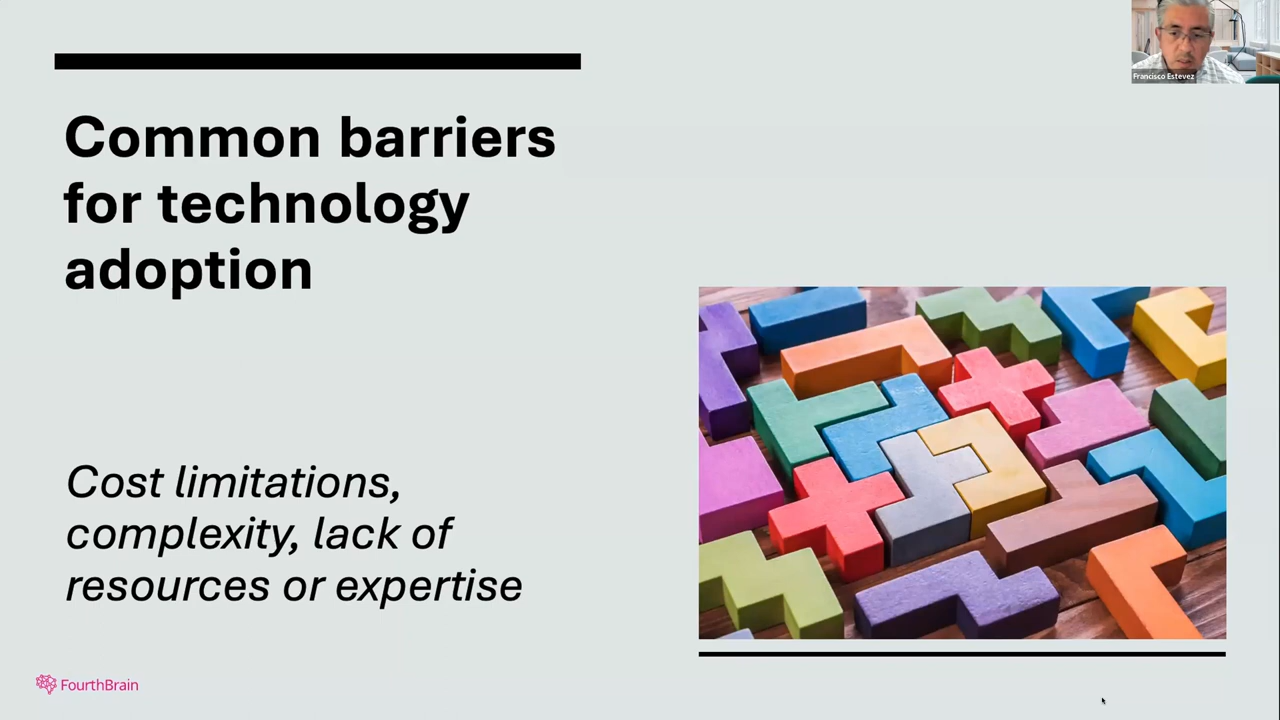 Francisco Estevez
Common barriers
for technology
adoption
Cost limitations,
complexity, lack of
resources or expertise
FourthBrain